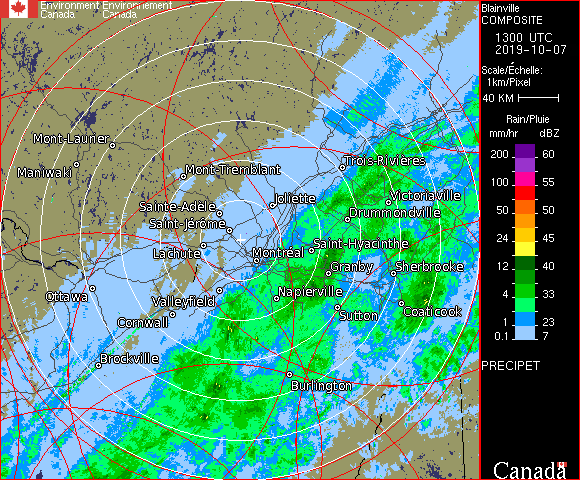 Environment Environnement
Canada Canada
Blainville
COMPOSITE
1300 UTC
2019-10-07
Scale/Échelle:
1km/Pixel
40 KM
Rain/Pluie
mm/hr dBZ
200 60
100 55
50 50
24 45
12 40
4 33
1 23
0.1 7
PRECIPET
Canada
Mont-Laurier
Maniwaki
Mont-Tremblant
Trois-Rivières
Joliette
Victoriaville
Sainte-Adele
Drummondville
Saint-Jérôme
Lachute
Montréal
Saint-Hyacinthe
Granby
Sherbrooke
Ottawa
Valleyfield
Napierville
Cornwall
Sutton
Coaticook
Brockville
Burlington